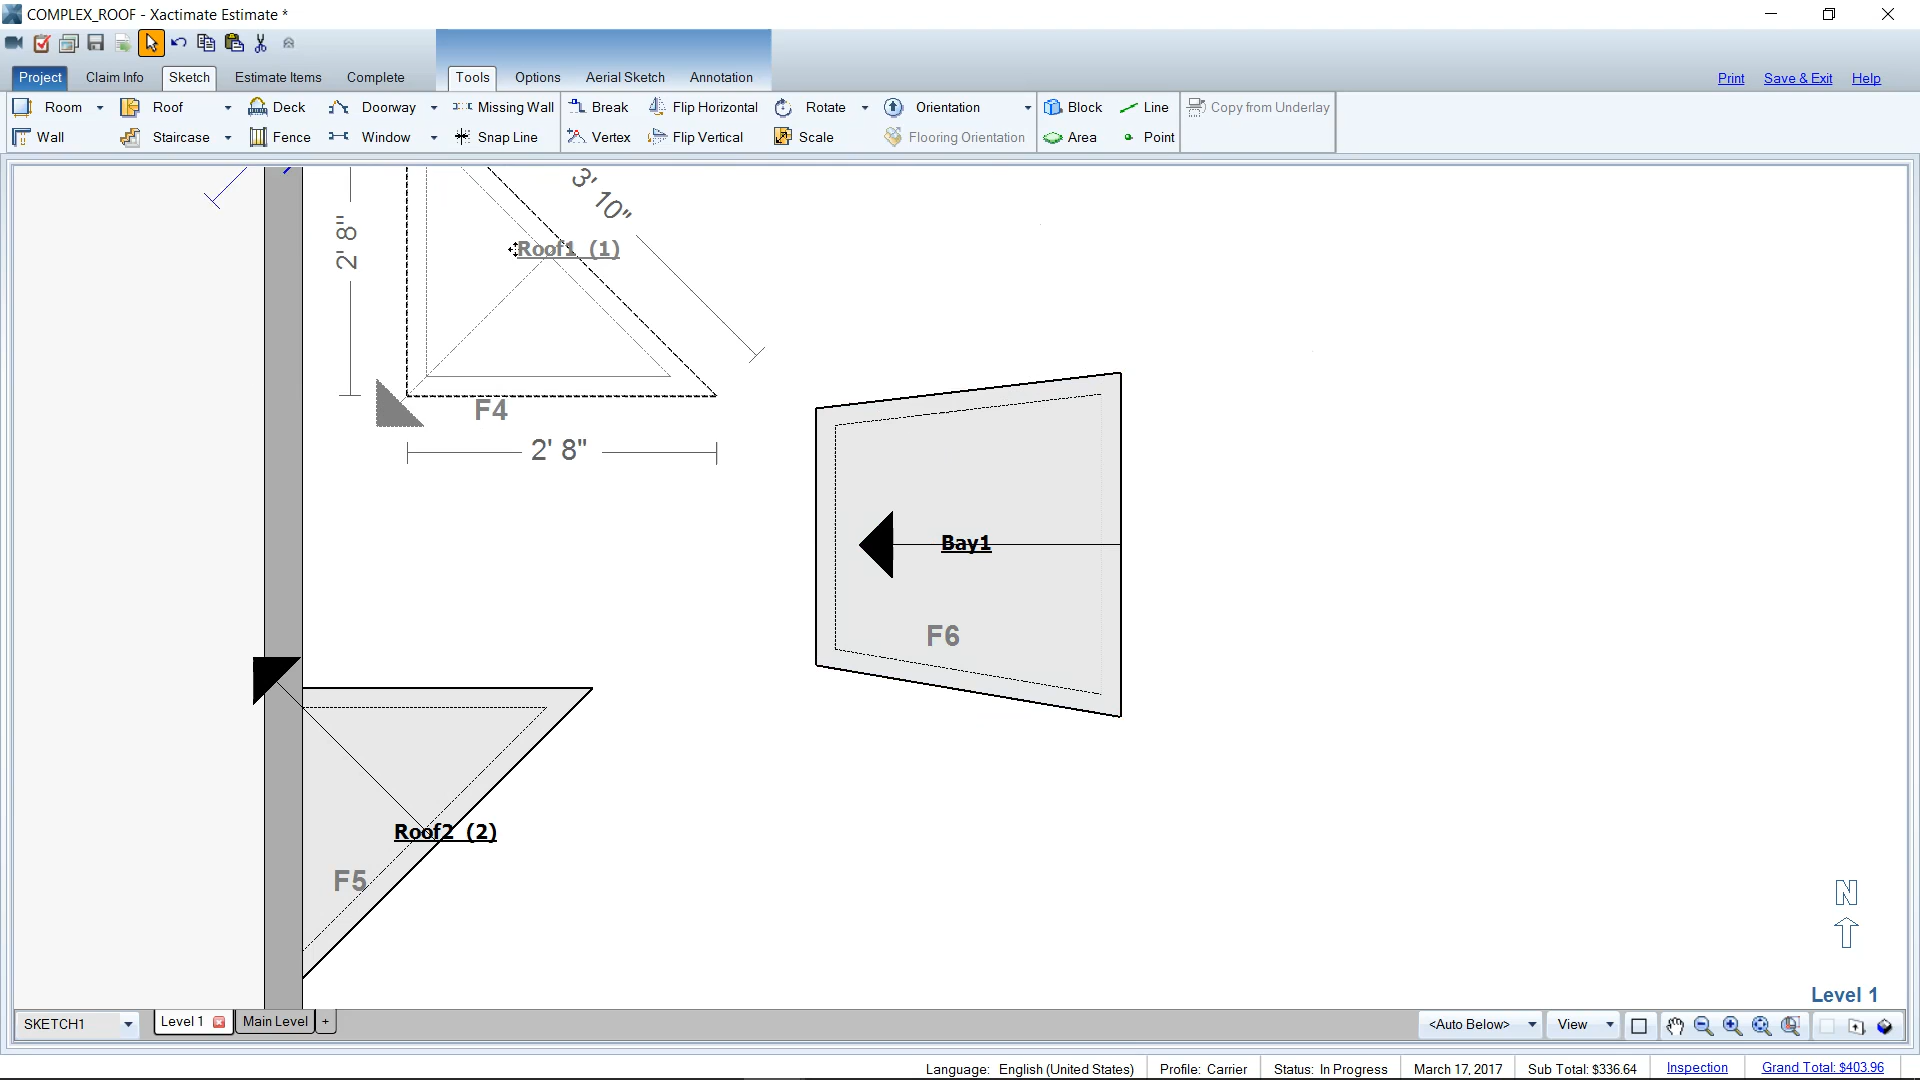 COMPLEX_ROOF - Xactimate Estimate *
Project Claim Info Sketch Estimate Items Complete Tools Options Aerial Sketch Annotation Print Save & Exit Help
Room Roof Deck Doorway Missing Wall Break Flip Horizontal Rotate Orientation Block Line Copy from Underlay
Wall Staircase Fence Window Snap Line Vertex Flip Vertical Scale Flooring Orientation Area Point
3' 10"
2' 8"
Roof1 (1)
F4
2' 8"
Bay1
F6
Roof2 (2)
F5
N
Level 1
SKETCH1 Level 1 Main Level + <Auto Below> View
Language: English (United States) Profile: Carrier Status: In Progress March 17, 2017 Sub Total: $336.64 Inspection Grand Total: $403.96